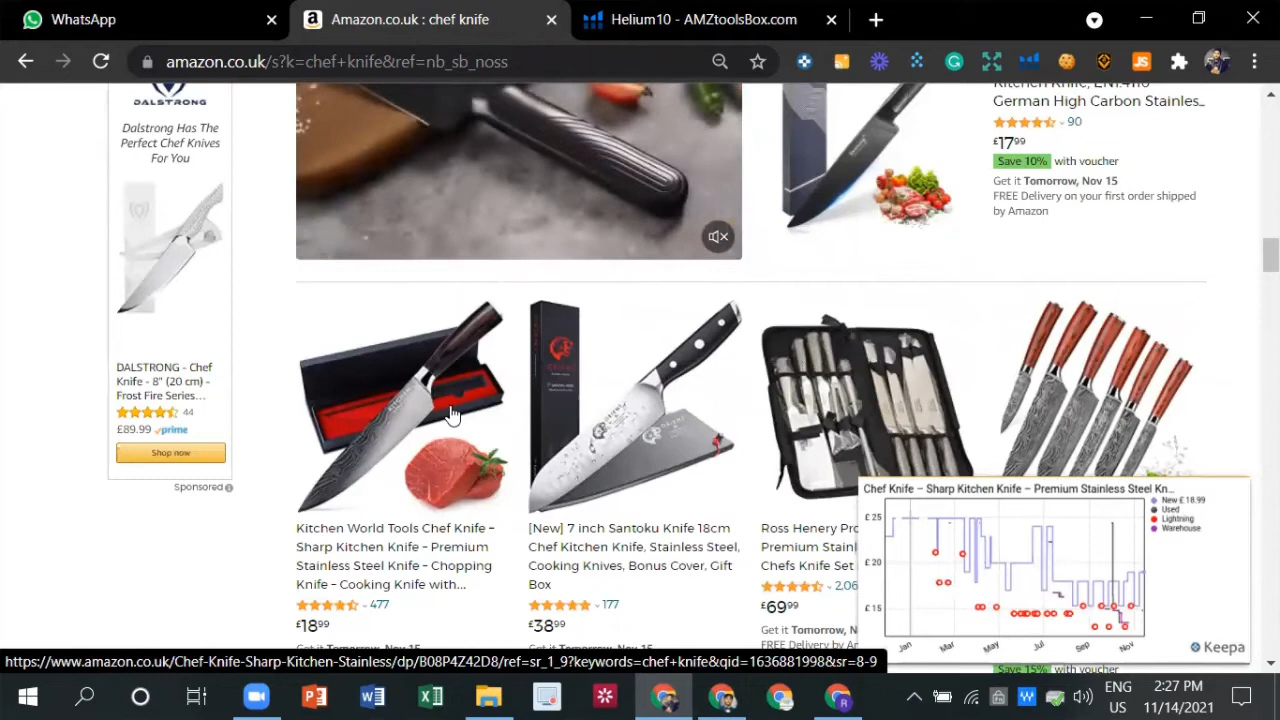 WhatsApp
Amazon.co.uk : chef knife
Helium10 - AMZtoolsBox.com
amazon.co.uk/s?k=chef+knife&ref=nb_sb_noss
DALSTRONG
Dalstrong Has The
Perfect Chef Knives
For You
DALSTRONG - Chef
Knife - 8" (20 cm) -
Frost Fire Series...
44
£89.99 prime
Shop now
Sponsored
Kitchen Knife, EN1.4116
German High Carbon Stainles...
90
£17.99
Save 10% with voucher
Get it Tomorrow, Nov 15
FREE Delivery on your first order shipped
by Amazon
Kitchen World Tools Chef Knife –
Sharp Kitchen Knife – Premium
Stainless Steel Knife – Chopping
Knife – Cooking Knife with...
477
£18.99
[New] 7 inch Santoku Knife 18cm
Chef Kitchen Knife, Stainless Steel,
Cooking Knives, Bonus Cover, Gift
Box
177
£38.99
Ross Henery Pro
Premium Stain
Chefs Knife Set
2,06
£69.99
Get it Tomorrow, N
Save 15%
Chef Knife – Sharp Kitchen Knife – Premium Stainless Steel Kn...
New £ 18.99
Used
Lightning
Warehouse
£ 25
£ 20
£ 15
Jan
Mar
May
Jul
Sep
Nov
Keepa
https://www.amazon.co.uk/Chef-Knife-Sharp-Kitchen-Stainless/dp/B08P4Z42D8/ref=sr_1_9?keywords=chef+knife&qid=1636881998&sr=8-9
ENG
US
2:27 PM
11/14/2021